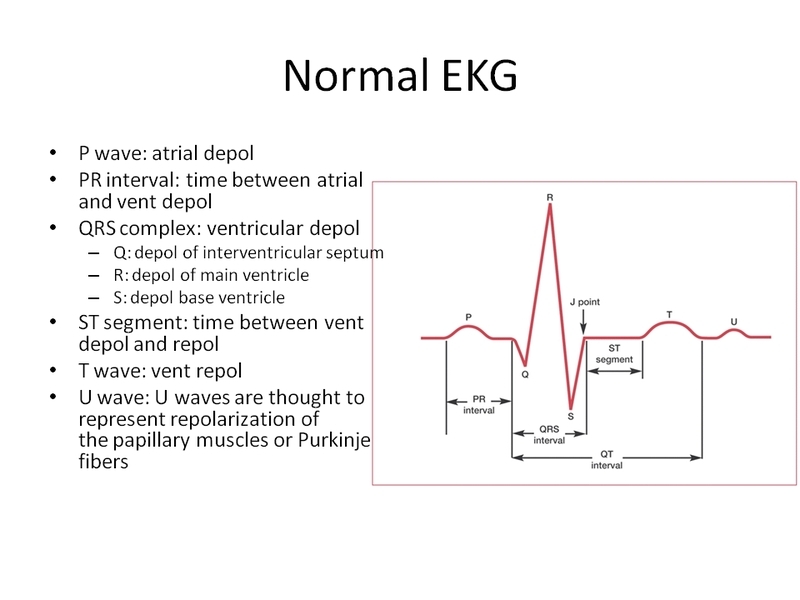 Normal EKG
• P wave: atrial depol
• PR interval: time between atrial
and vent depol
• QRS complex: ventricular depol
– Q: depol of interventricular septum
– R: depol of main ventricle
– S: depol base ventricle
• ST segment: time between vent
depol and repol
• T wave: vent repol
• U wave: U waves are thought to
represent repolarization of
the papillary muscles or Purkinje
fibers
R
J point
P
T
U
ST
segment
Q
PR
interval
S
QRS
interval
QT
interval